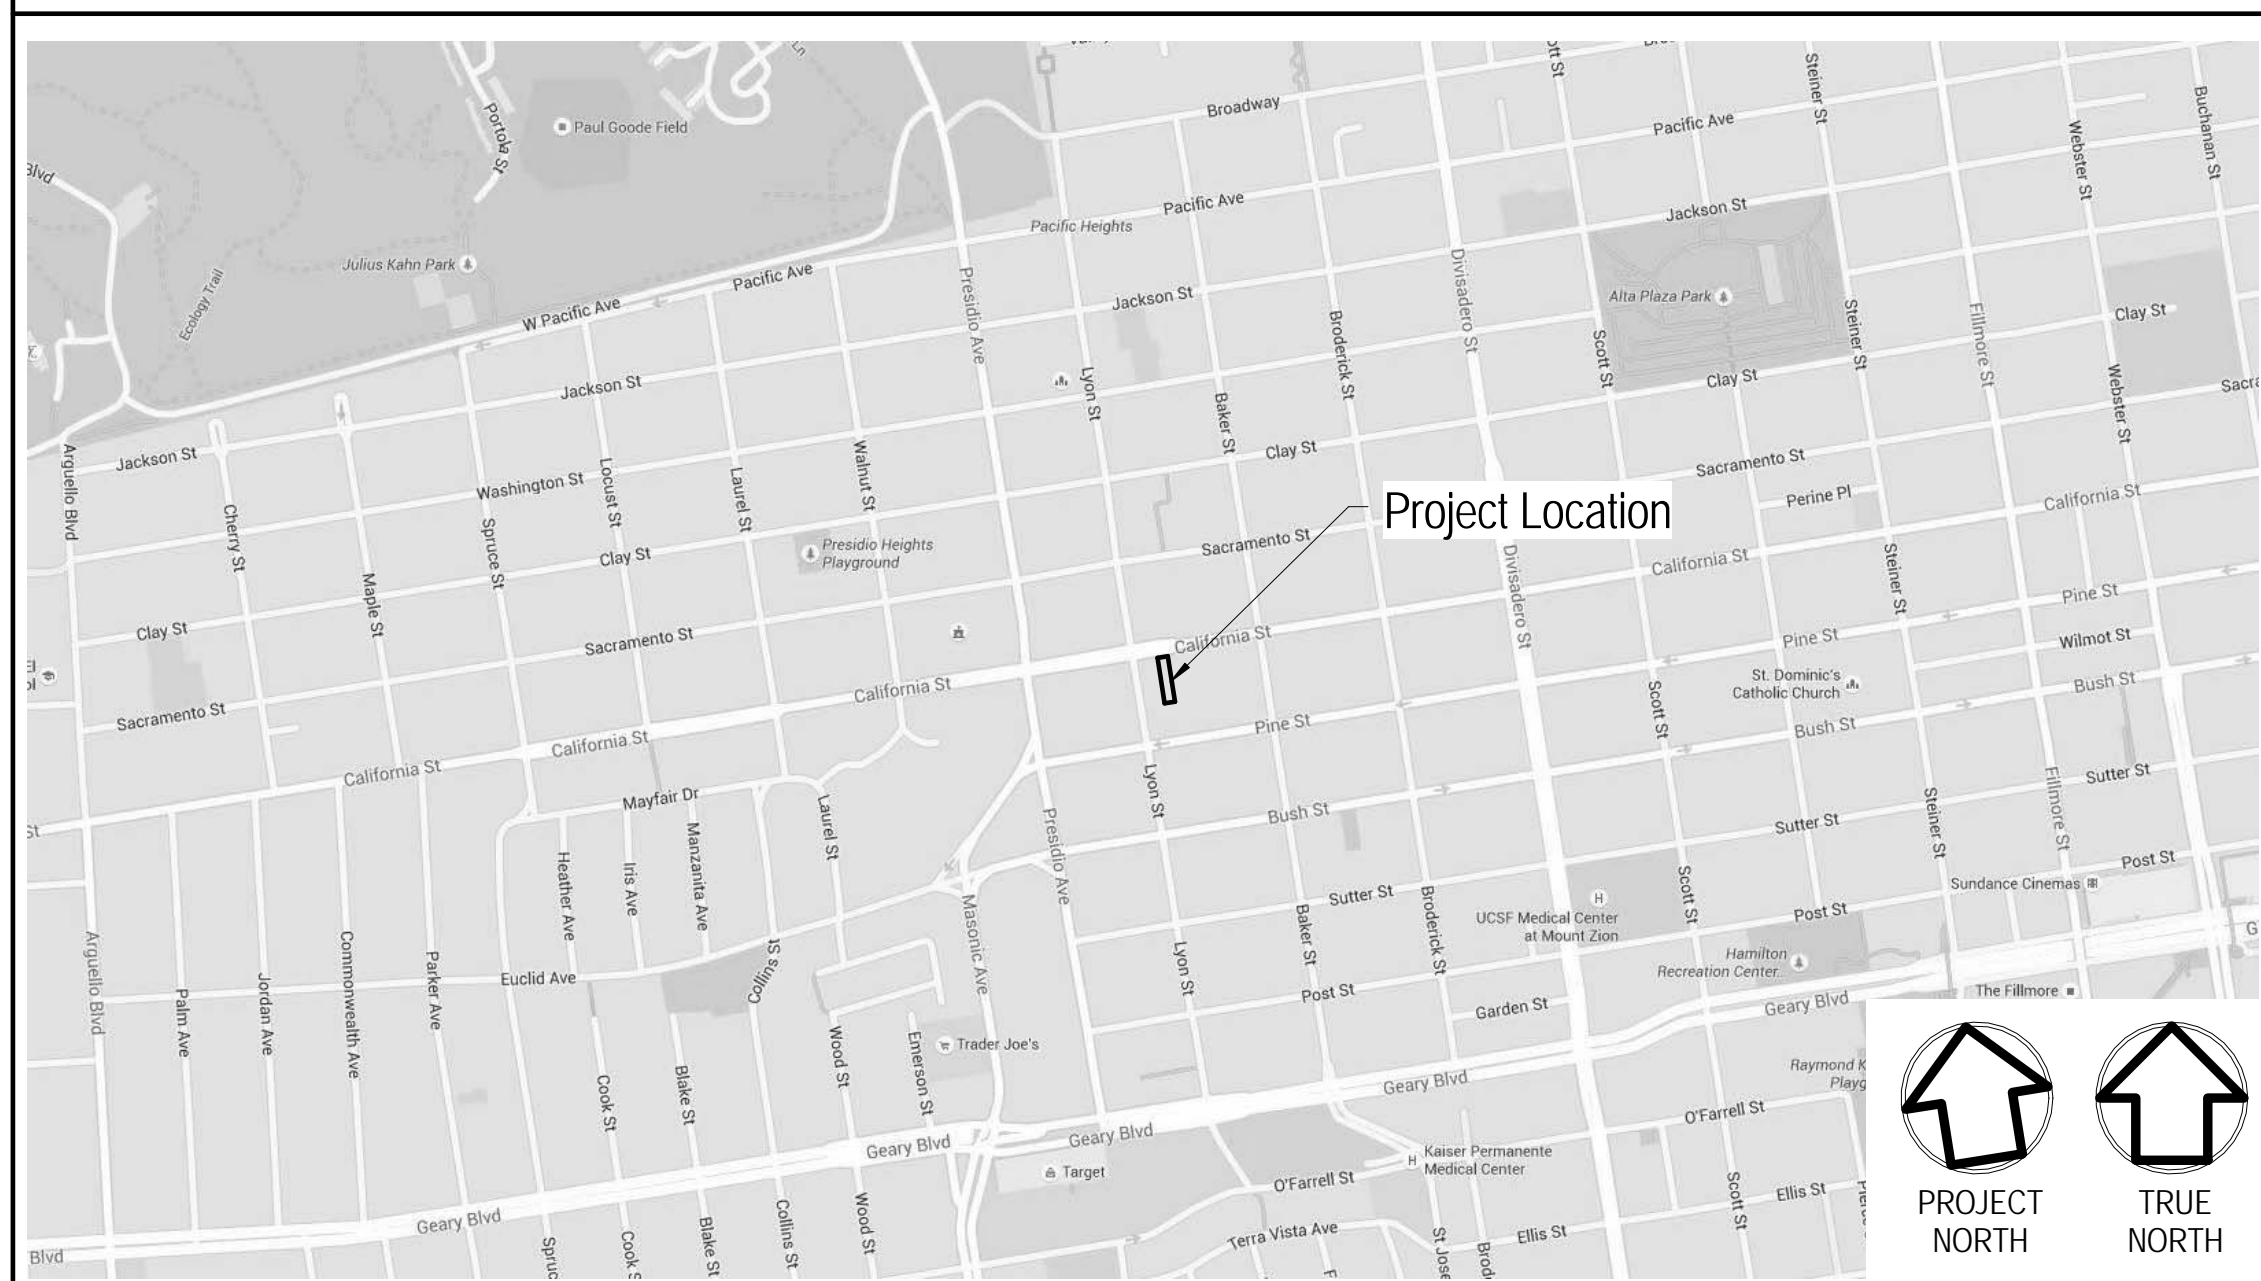 Ln
Scott St
Steiner St
Portola St
Paul Goode Field
Broadway
Pacific Ave
Buchanan St
Webster St
Blvd
Pacific Ave
Pacific Heights
Jackson St
Julius Kahn Park
Ecology Trail
W Pacific Ave
Pacific Ave
Presidio Ave
Jackson St
Divisadero St
Alta Plaza Park
Steiner St
Fillmore St
Clay St
Broderick St
Scott St
Lyon St
Baker St
Jackson St
Clay St
Webster St
Jackson St
Arguello Blvd
Washington St
Locust St
Laurel St
Walnut St
Clay St
Sacramento St
Perine Pl
California St
Project Location
Cherry St
Spruce St
Clay St
Presidio Heights
Playground
Sacramento St
Divisadero St
California St
Steiner St
Maple St
Clay St
Sacramento St
California St
Pine St
Pine St
Wilmot St
St. Dominic's
Catholic Church
Bush St
Sacramento St
California St
California St
California St
Pine St
Scott St
Bush St
Lyon St
Mayfair Dr
Laurel St
Manzanita Ave
Iris Ave
Heather Ave
Presidio Ave
Bush St
Sutter St
Steiner St
Fillmore St
Sutter St
Post St
Sundance Cinemas
St
Sutter St
Broderick St
Baker St
UCSF Medical Center
at Mount Zion
Scott St
Post St
Hamilton
Recreation Center
Arguello Blvd
Palm Ave
Jordan Ave
Commonwealth Ave
Parker Ave
Euclid Ave
Collins St
Masonic Ave
Lyon St
Post St
Garden St
Geary Blvd
The Fillmore
Trader Joe's
Wood St
Emerson St
Cook St
Blake St
Geary Blvd
Geary Blvd
Geary Blvd
Raymond K
Playg
O'Farrell St
Target
Kaiser Permanente
Medical Center
O'Farrell St
Scott St
Ellis St
Ellis St
Terra Vista Ave
St Jose
Brode
Geary Blvd
Blvd
Spruc
Cook S
Blake St
Collins St
Wood St
PROJECT
NORTH
TRUE
NORTH